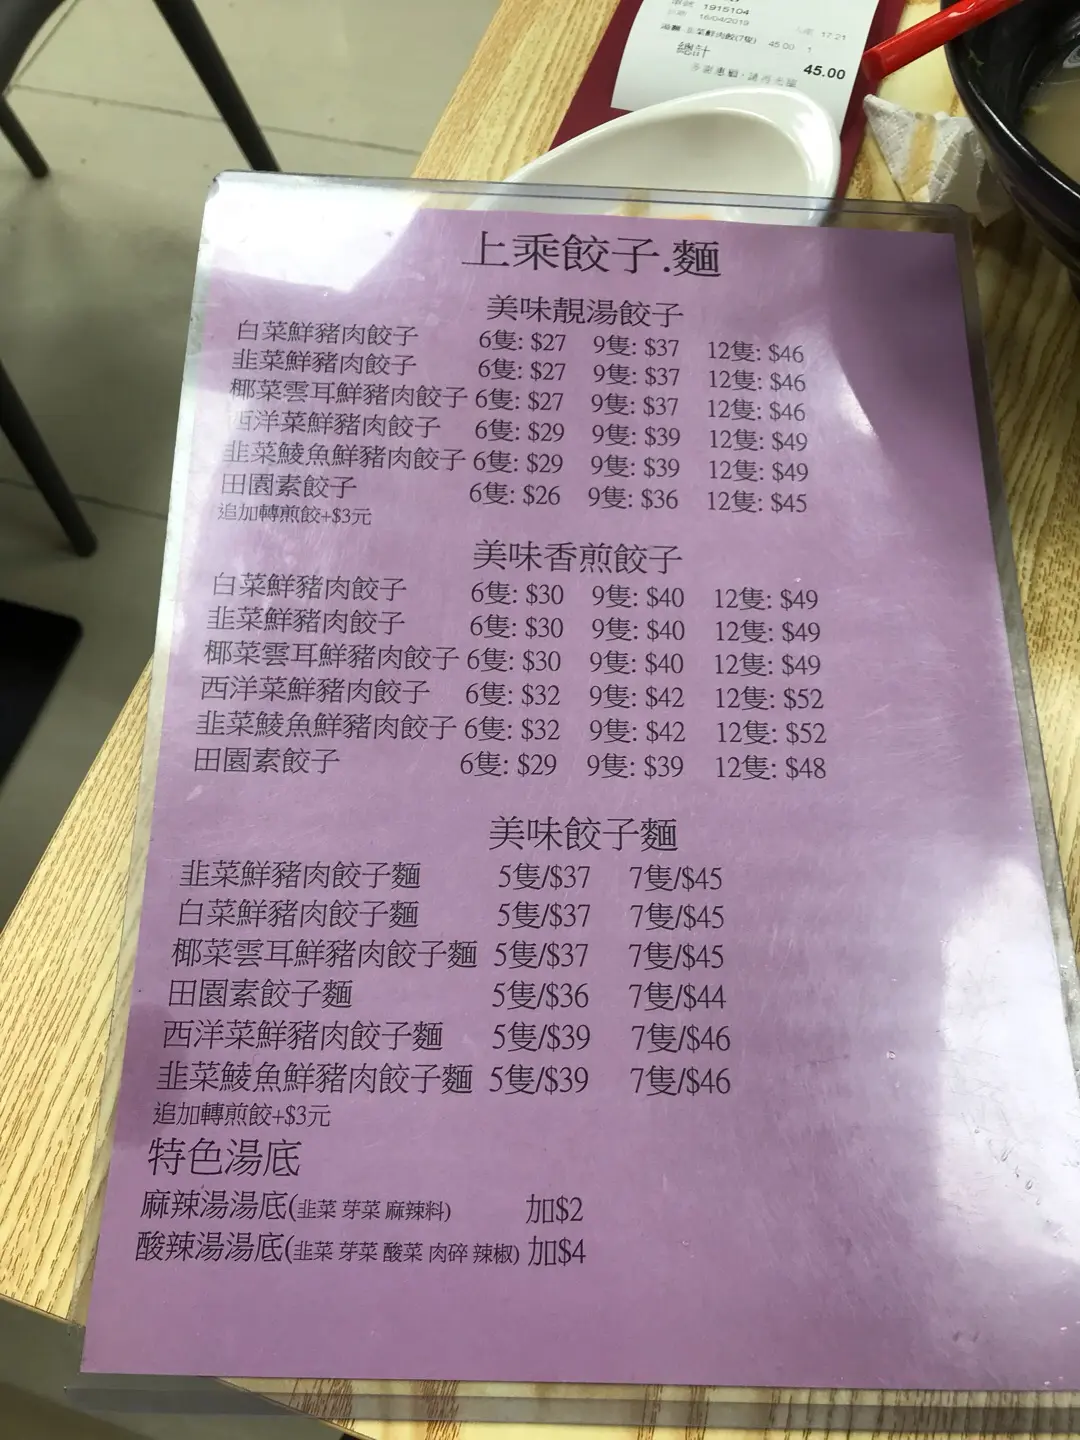 1915104
16/04/2019 17:21
韭菜鮮肉餃(7隻) 45.00 1
總計
45.00
上乘餃子.麵
美味靚湯餃子
白菜鮮豬肉餃子 6隻: $27 9隻: $37 12隻: $46
韭菜鮮豬肉餃子 6隻: $27 9隻: $37 12隻: $46
椰菜雲耳鮮豬肉餃子 6隻: $27 9隻: $37 12隻: $46
西洋菜鮮豬肉餃子 6隻: $29 9隻: $39 12隻: $49
韭菜鯪魚鮮豬肉餃子 6隻: $29 9隻: $39 12隻: $49
田園素餃子 6隻: $26 9隻: $36 12隻: $45
追加轉煎餃+$3元
美味香煎餃子
白菜鮮豬肉餃子 6隻: $30 9隻: $40 12隻: $49
韭菜鮮豬肉餃子 6隻: $30 9隻: $40 12隻: $49
椰菜雲耳鮮豬肉餃子 6隻: $30 9隻: $40 12隻: $49
西洋菜鮮豬肉餃子 6隻: $32 9隻: $42 12隻: $52
韭菜鯪魚鮮豬肉餃子 6隻: $32 9隻: $42 12隻: $52
田園素餃子 6隻: $29 9隻: $39 12隻: $48
美味餃子麵
韭菜鮮豬肉餃子麵 5隻/$37 7隻/$45
白菜鮮豬肉餃子麵 5隻/$37 7隻/$45
椰菜雲耳鮮豬肉餃子麵 5隻/$37 7隻/$45
田園素餃子麵 5隻/$36 7隻/$44
西洋菜鮮豬肉餃子麵 5隻/$39 7隻/$46
韭菜鯪魚鮮豬肉餃子麵 5隻/$39 7隻/$46
追加轉煎餃+$3元
特色湯底
麻辣湯湯底(韭菜 芽菜 麻辣料) 加$2
酸辣湯湯底(韭菜 芽菜 酸菜 肉碎 辣椒) 加$4